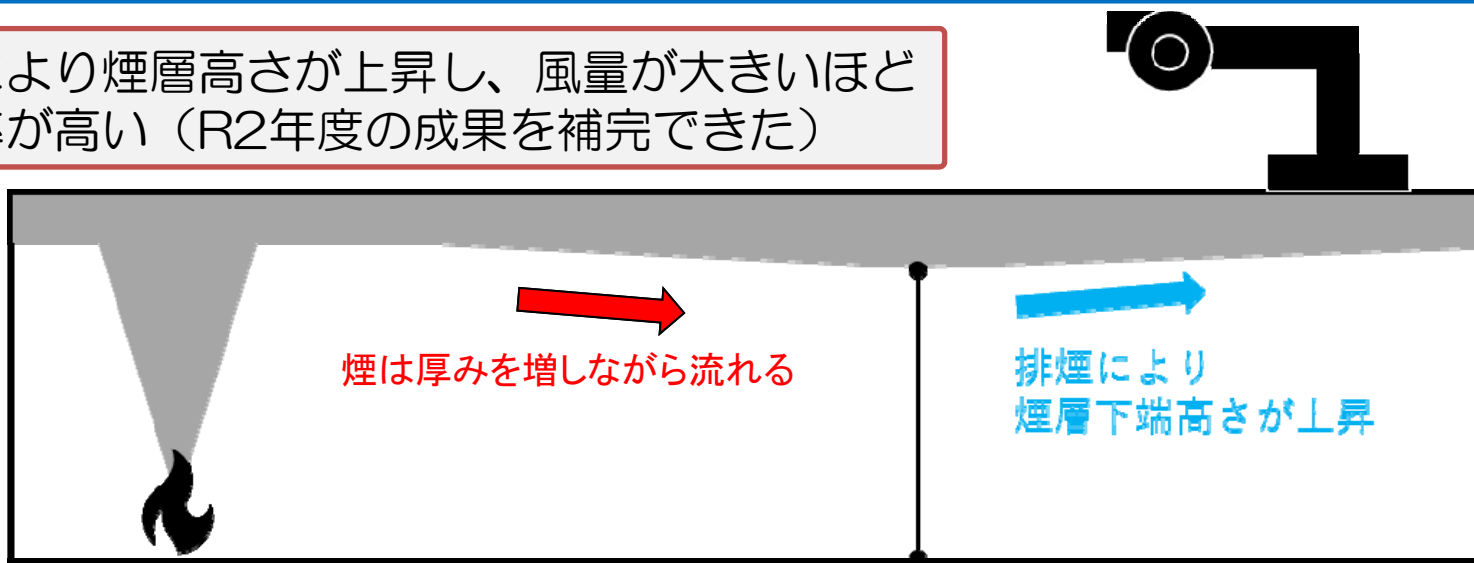 より煙層高さが上昇し、風量が大きいほど
が高い（R2年度の成果を補完できた）
煙は厚みを増しながら流れる
排煙により
煙層下端高さが上昇